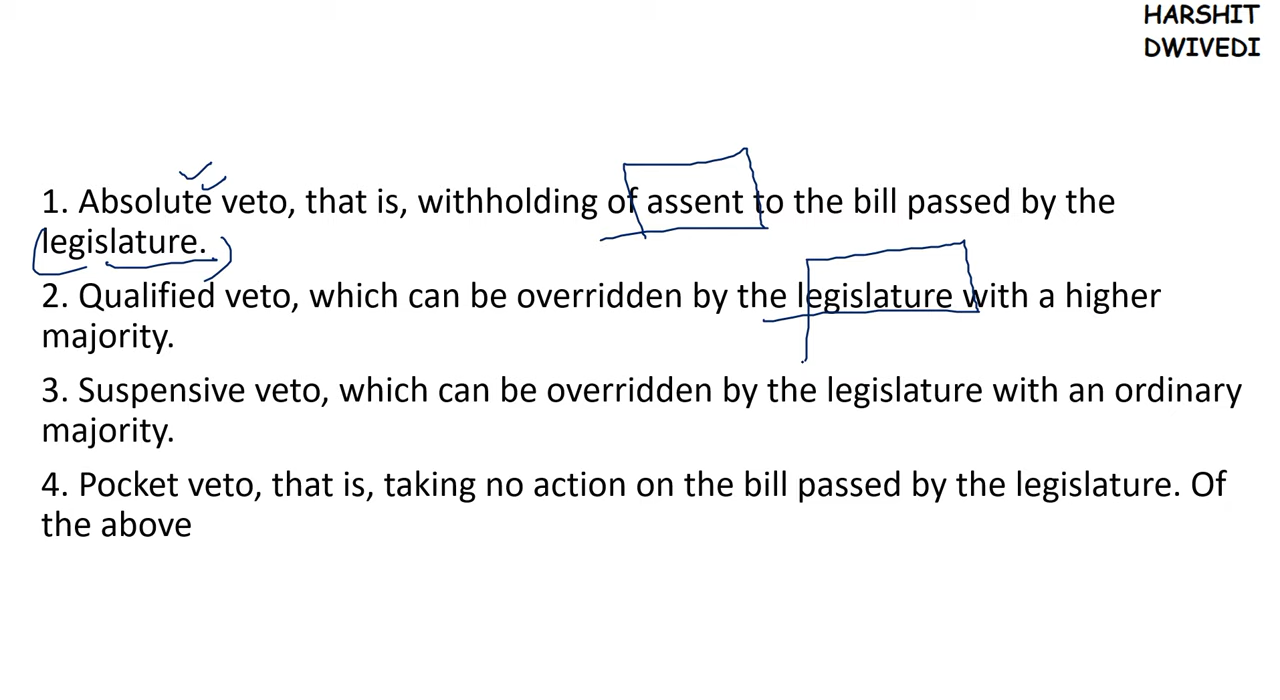 HARSHIT
DWIVEDI
1. Absolute veto, that is, withholding of assent to the bill passed by the
legislature.
2. Qualified veto, which can be overridden by the legislature with a higher
majority.
3. Suspensive veto, which can be overridden by the legislature with an ordinary
majority.
4. Pocket veto, that is, taking no action on the bill passed by the legislature. Of
the above